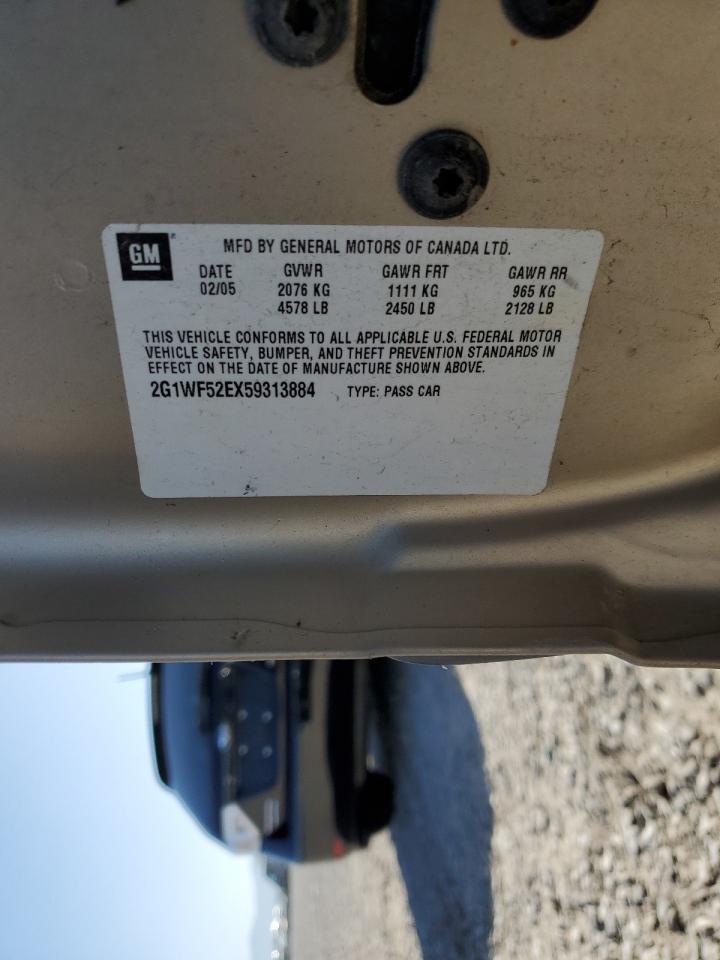 GM
MFD BY GENERAL MOTORS OF CANADA LTD.
DATE GVWR GAWR FRT GAWR RR
02/05 2076 KG 1111 KG 965 KG
4578 LB 2450 LB 2128 LB
THIS VEHICLE CONFORMS TO ALL APPLICABLE U.S. FEDERAL MOTOR
VEHICLE SAFETY, BUMPER, AND THEFT PREVENTION STANDARDS IN
EFFECT ON THE DATE OF MANUFACTURE SHOWN ABOVE.
2G1WF52EX59313884 TYPE: PASS CAR